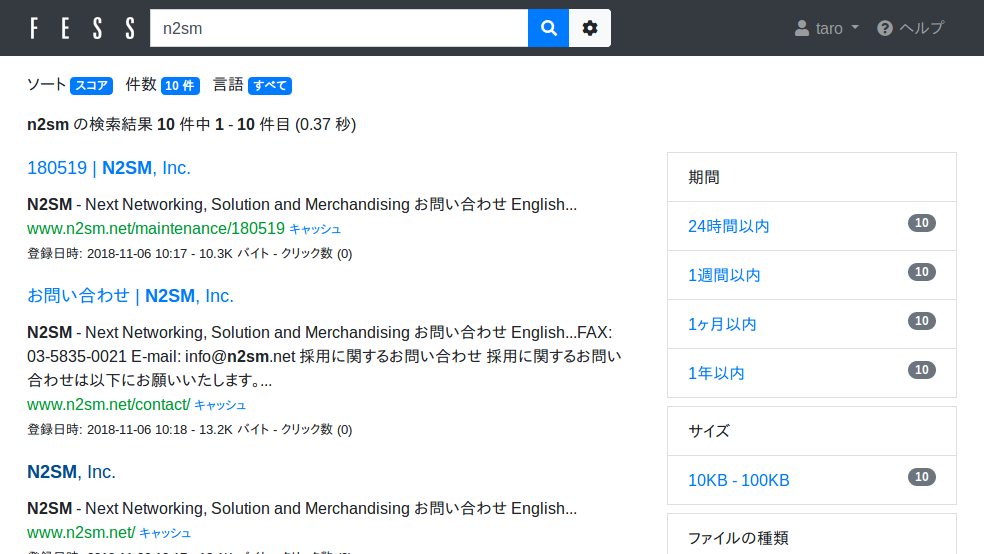 FESS
n2sm
taro
ヘルプ
ソート スコア 件数 10 件 言語 すべて
n2sm の検索結果 10 件中 1 - 10 件目 (0.37 秒)
180519 | N2SM, Inc.
N2SM - Next Networking, Solution and Merchandising お問い合わせ English...
www.n2sm.net/maintenance/180519 キャッシュ
登録日時: 2018-11-06 10:17 - 10.3K バイト - クリック数 (0)
お問い合わせ | N2SM, Inc.
N2SM - Next Networking, Solution and Merchandising お問い合わせ English...FAX:
03-5835-0021 E-mail: info@n2sm.net 採用に関するお問い合わせ 採用に関するお問い
合わせは以下にお願いいたします。...
www.n2sm.net/contact/ キャッシュ
登録日時: 2018-11-06 10:18 - 13.2K バイト - クリック数 (0)
N2SM, Inc.
N2SM - Next Networking, Solution and Merchandising お問い合わせ English...
www.n2sm.net/ キャッシュ
期間
24時間以内 10
1週間以内 10
1ヶ月以内 10
1年以内 10
サイズ
10KB - 100KB 10
ファイルの種類